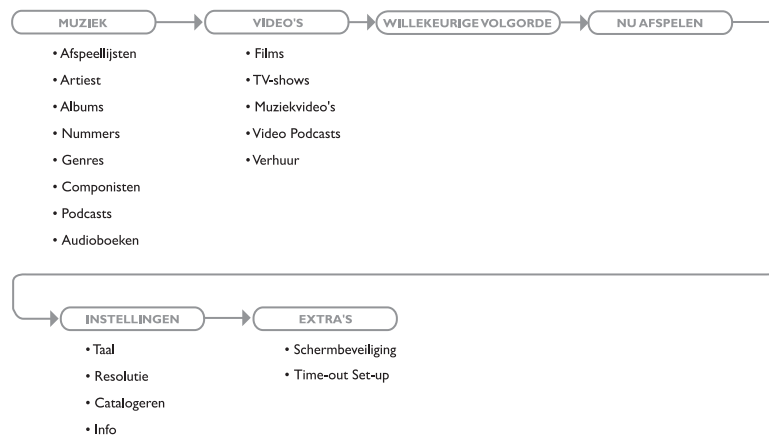 MUZIEK
VIDEO'S
WILLEKEURIGE VOLGORDE
NU AFSPELEN
• Afspeellijsten
• Artiest
• Albums
• Nummers
• Genres
• Componisten
• Podcasts
• Audioboeken
• Films
• TV-shows
• Muziekvideo's
• Video Podcasts
• Verhuur
INSTELLINGEN
EXTRA'S
• Taal
• Resolutie
• Catalogeren
• Info
• Schermbeveiliging
• Time-out Set-up